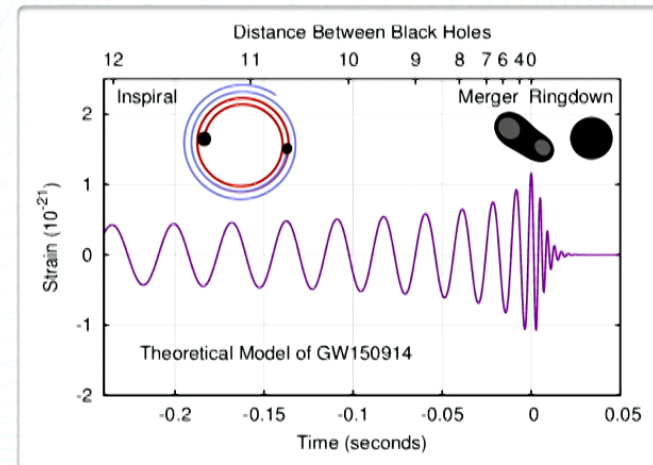 Distance Between Black Holes
12 11 10 9 8 7 6 4 0
Inspiral Merger Ringdown
2
1
0
-1
-2
Strain (10⁻²¹)
Theoretical Model of GW150914
-0.2 -0.15 -0.1 -0.05 0 0.05
Time (seconds)